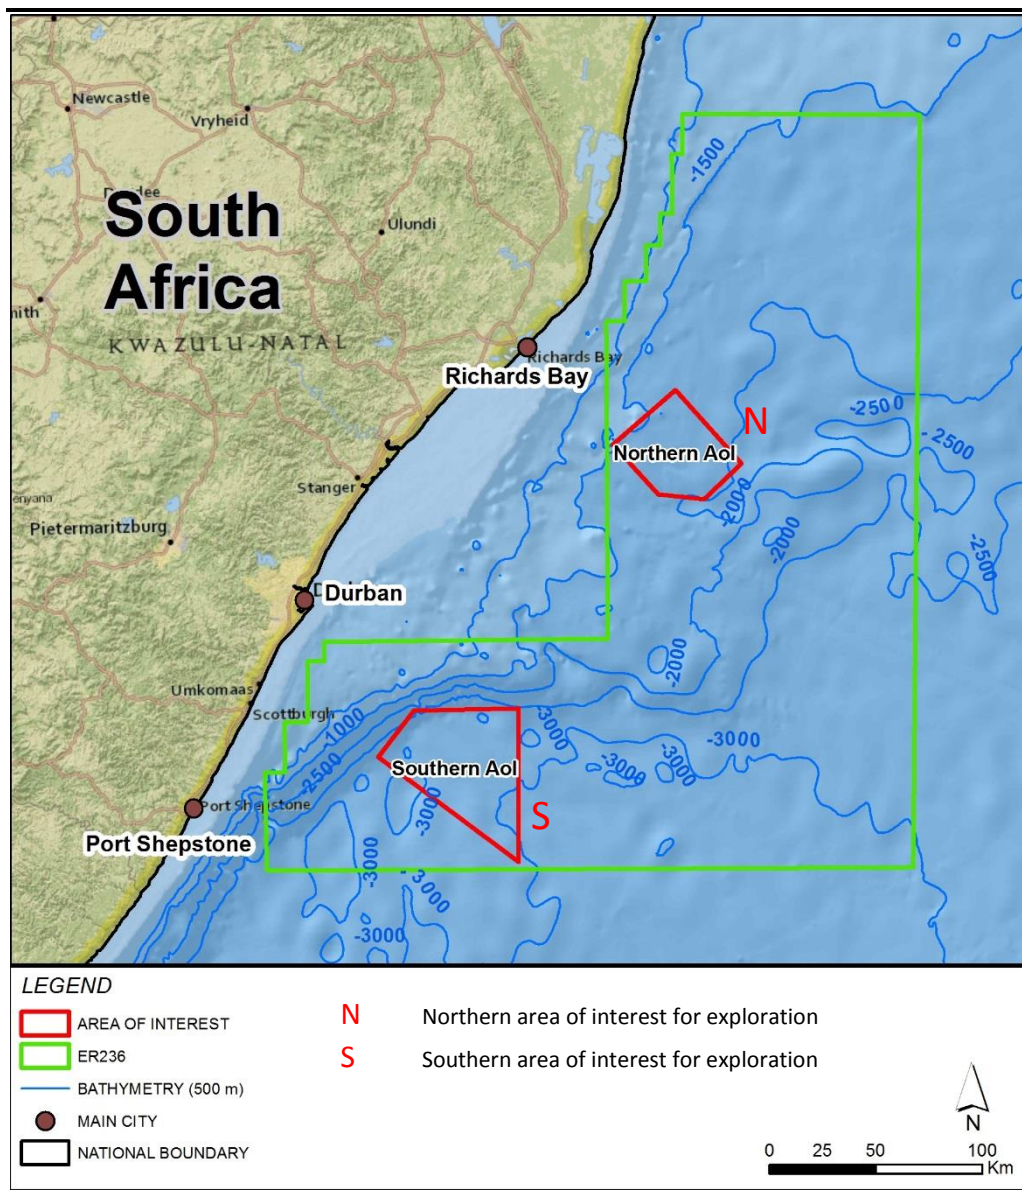 Newcastle
Vryheid
-1500
South
Africa
Ulundi
mith
KWAZULU-NATAL
Richards Bay
Richards Bay
-2500
-2500
N
Northern AoI
Stanger
-2000
enyana
Pietermaritzburg
-2000
-2500
Durban
-2000
Umkomaas
Scottburgh
-1000
-3000
-3000
-2500
Southern AoI
-3000
-3000
Port Shepstone
-3000
S
Port Shepstone
-3000
-3000
-3000
LEGEND
AREA OF INTEREST
ER236
BATHYMETRY (500 m)
MAIN CITY
NATIONAL BOUNDARY
N Northern area of interest for exploration
S Southern area of interest for exploration
N
0 25 50 100
Km